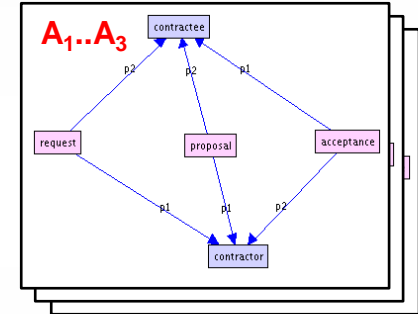 A₁..A₃
contractee
p2
p2
p1
request
proposal
acceptance
p1
p1
p2
contractor